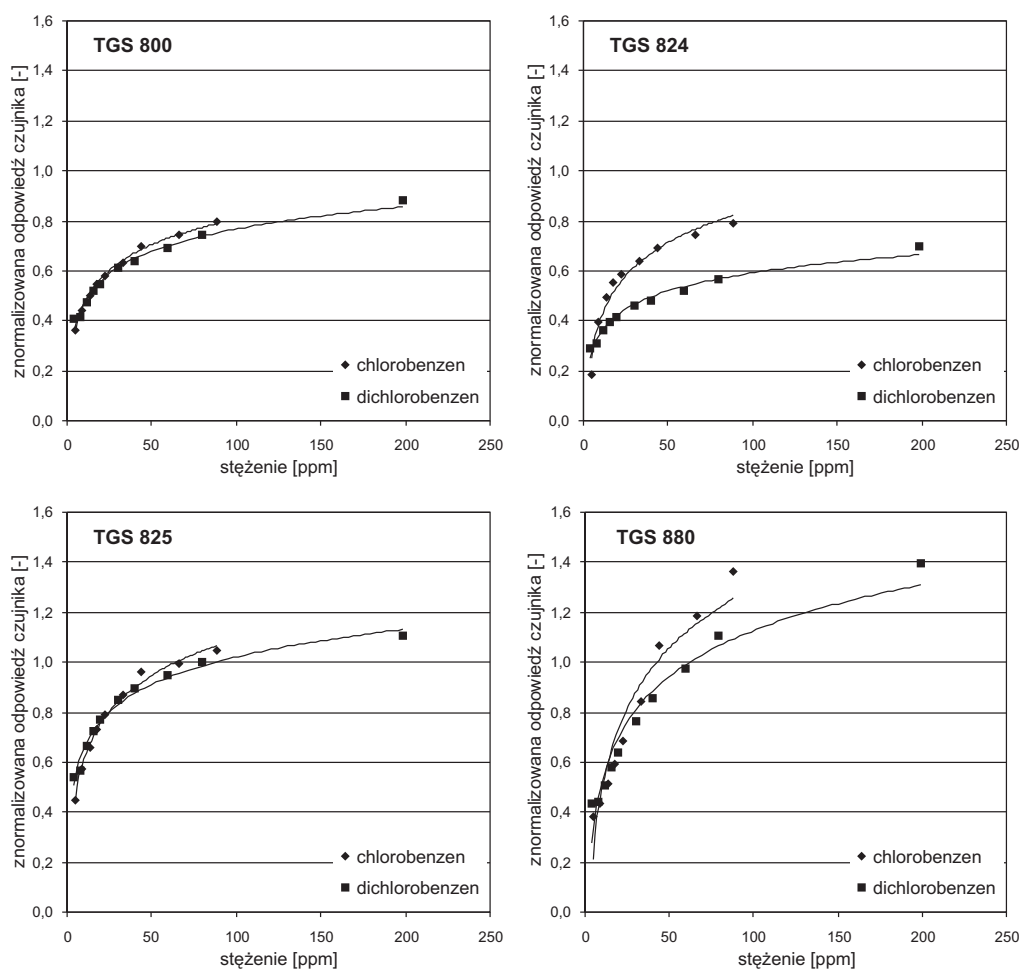 TGS 800
znormalizowana odpowiedź czujnika [-]
1,6
1,4
1,2
1,0
0,8
0,6
0,4
0,2
0,0
chlorobenzen
dichlorobenzen
0 50 100 150 200 250
stężenie [ppm]
TGS 824
znormalizowana odpowiedź czujnika [-]
1,6
1,4
1,2
1,0
0,8
0,6
0,4
0,2
0,0
chlorobenzen
dichlorobenzen
0 50 100 150 200 250
stężenie [ppm]
TGS 825
znormalizowana odpowiedź czujnika [-]
1,6
1,4
1,2
1,0
0,8
0,6
0,4
0,2
0,0
chlorobenzen
dichlorobenzen
0 50 100 150 200 250
stężenie [ppm]
TGS 880
znormalizowana odpowiedź czujnika [-]
1,6
1,4
1,2
1,0
0,8
0,6
0,4
0,2
0,0
chlorobenzen
dichlorobenzen
0 50 100 150 200 250
stężenie [ppm]